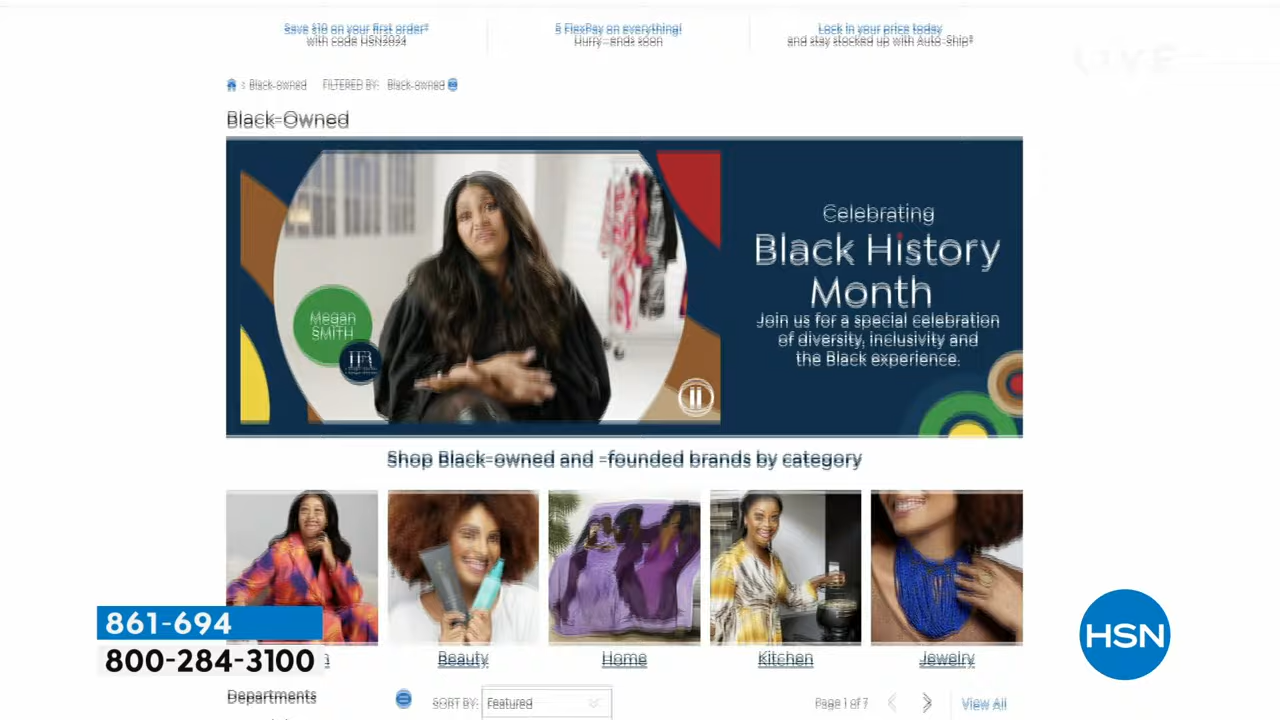 Save $10 on your first order*
with code HSN2024
5 FlexPay on everything!
Hurry—ends soon
Lock in your price today
and stay stocked up with Auto-Ship®
LIVE
> Black-owned FILTERED BY: Black-owned
Black-Owned
Megan
SMITH
Celebrating
Black History
Month
Join us for a special celebration
of diversity, inclusivity and
the Black experience.
Shop Black-owned and -founded brands by category
861-694
800-284-3100
Beauty
Home
Kitchen
Jewelry
HSN
Departments
SORT BY: Featured
Page 1 of 7
View All